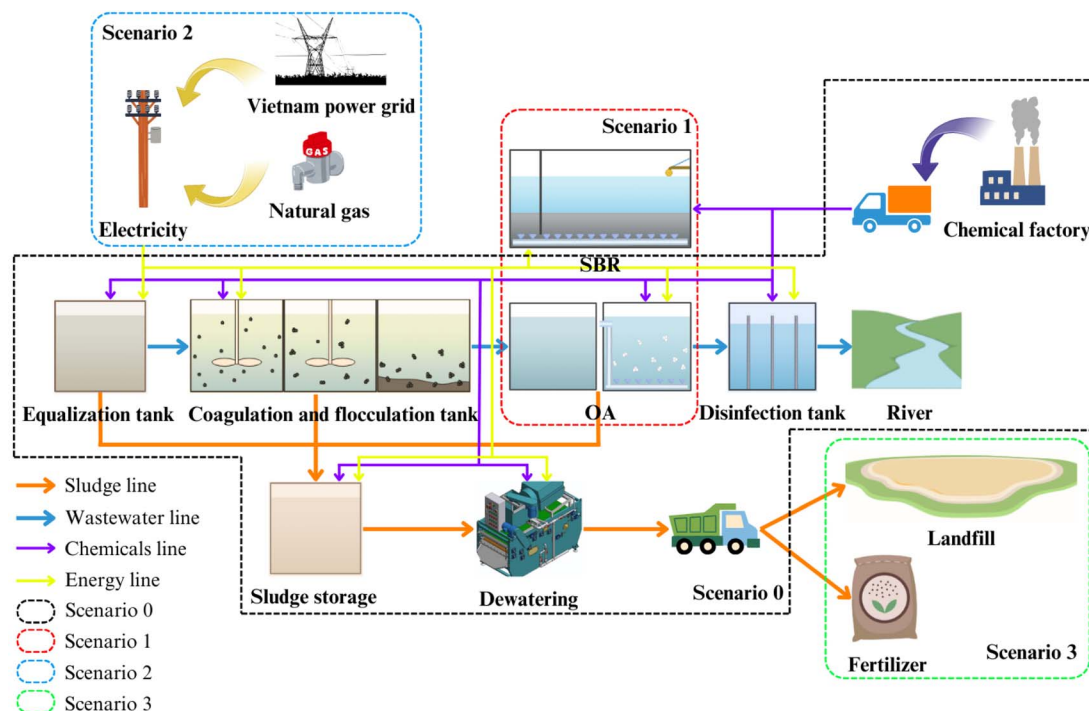 Scenario 2
Vietnam power grid
GAS
Natural gas
Electricity
Scenario 1
SBR
Chemical factory
Equalization tank
Coagulation and flocculation tank
OA
Disinfection tank
River
Sludge line
Wastewater line
Chemicals line
Energy line
Scenario 0
Scenario 1
Scenario 2
Scenario 3
Sludge storage
Dewatering
Scenario 0
Landfill
Fertilizer
Scenario 3